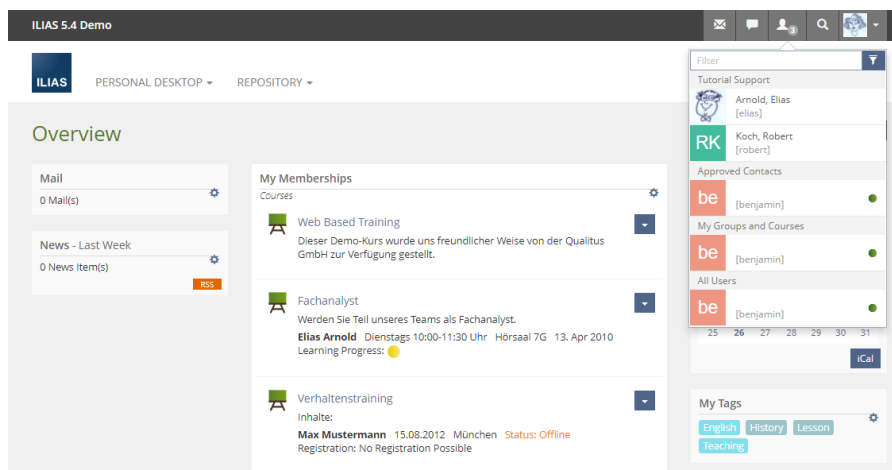 ILIAS 5.4 Demo
3
ILIAS
PERSONAL DESKTOP
REPOSITORY
Overview
Mail
0 Mail(s)
News - Last Week
0 News Item(s)
RSS
My Memberships
Courses
Web Based Training
Dieser Demo-Kurs wurde uns freundlicher Weise von der Qualitus
GmbH zur Verfügung gestellt.
Fachanalyst
Werden Sie Teil unseres Teams als Fachanalyst.
Elias Arnold Dienstags 10:00-11:30 Uhr Hörsaal 7G 13. Apr 2010
Learning Progress:
Verhaltenstraining
Inhalte:
Max Mustermann 15.08.2012 München Status: Offline
Registration: No Registration Possible
Filter
Tutorial Support
Arnold, Elias
[elias]
RK
Koch, Robert
[robert]
Approved Contacts
be
[benjamin]
My Groups and Courses
be
[benjamin]
All Users
be
[benjamin]
25 26 27 28 29 30 31
iCal
My Tags
English History Lesson
Teaching